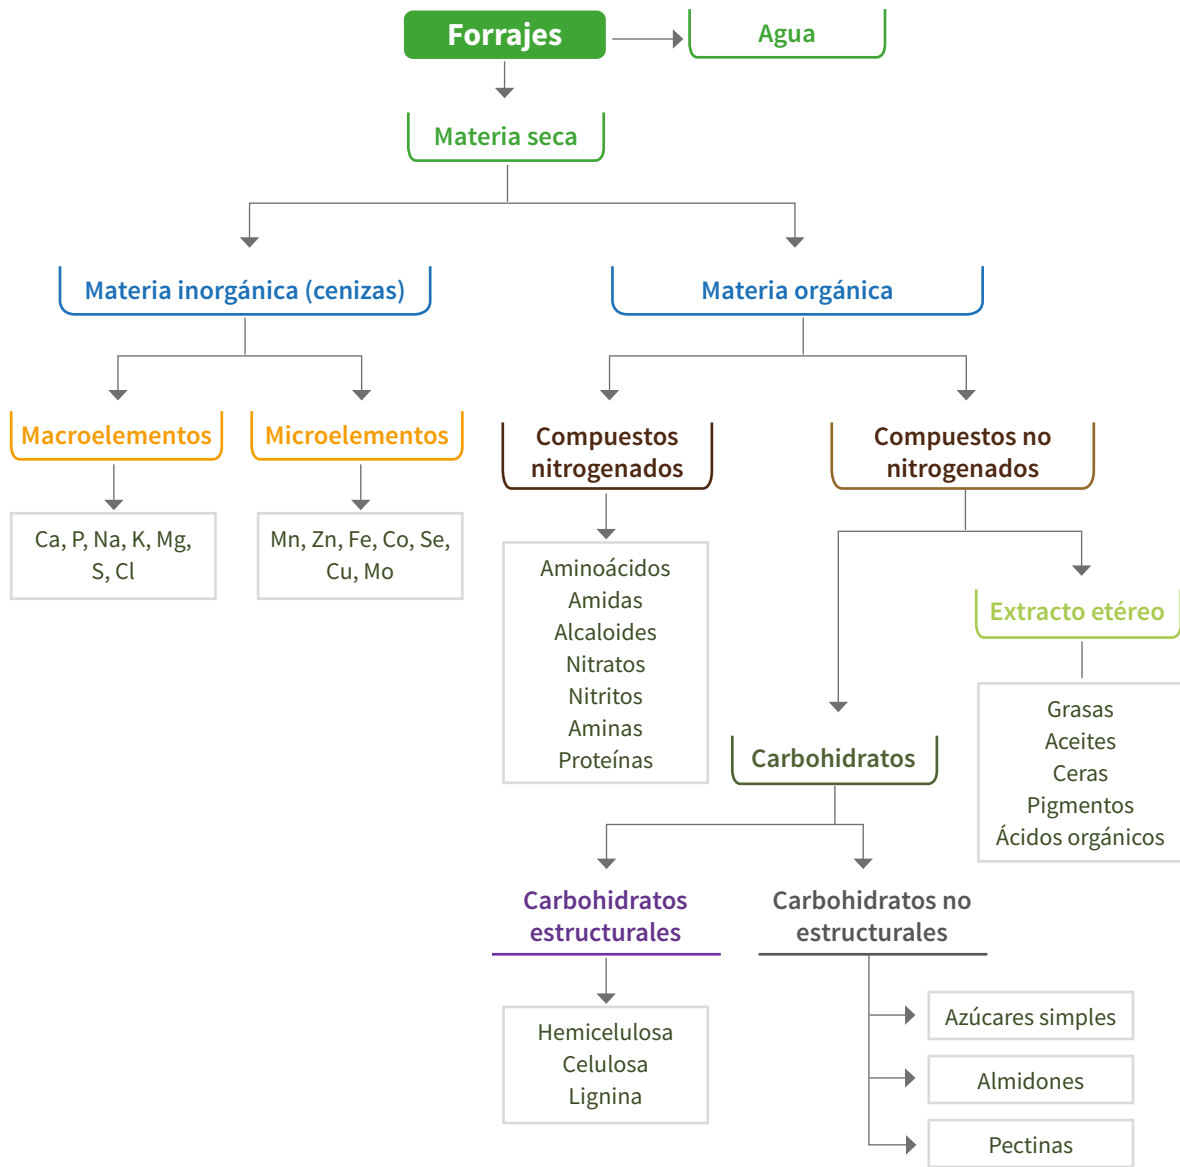 Forrajes
Agua
Materia seca
Materia inorgánica (cenizas)
Materia orgánica
Macroelementos
Microelementos
Compuestos
nitrogenados
Compuestos no
nitrogenados
Ca, P, Na, K, Mg,
S, Cl
Mn, Zn, Fe, Co, Se,
Cu, Mo
Aminoácidos
Amidas
Alcaloides
Nitratos
Nitritos
Aminas
Proteínas
Extracto etéreo
Grasas
Aceites
Ceras
Pigmentos
Ácidos orgánicos
Carbohidratos
Carbohidratos
estructurales
Carbohidratos no
estructurales
Hemicelulosa
Celulosa
Lignina
Azúcares simples
Almidones
Pectinas